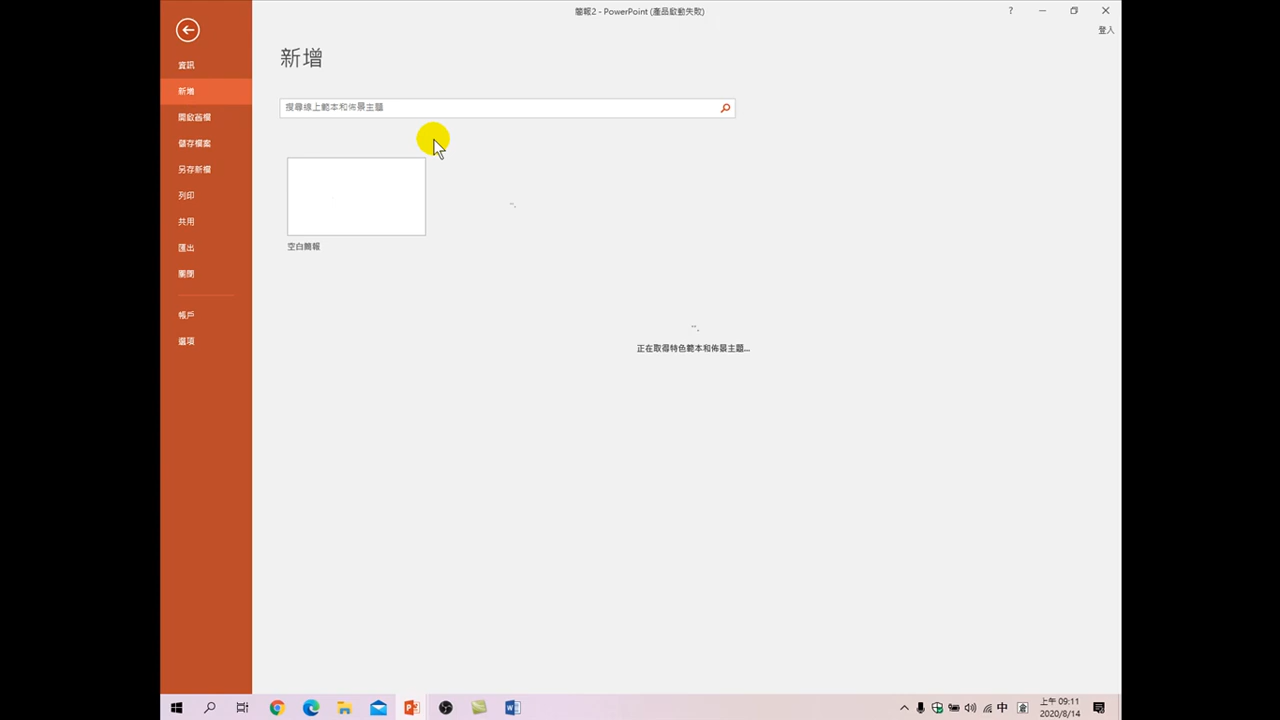 簡報2 - PowerPoint (產品啟動失敗)
?
登入
資訊
新增
開啟舊檔
儲存檔案
另存新檔
列印
共用
匯出
關閉
帳戶
選項
新增
搜尋線上範本和佈景主題
空白簡報
正在取得特色範本和佈景主題...
中
倉
上午 09:11
2020/8/14